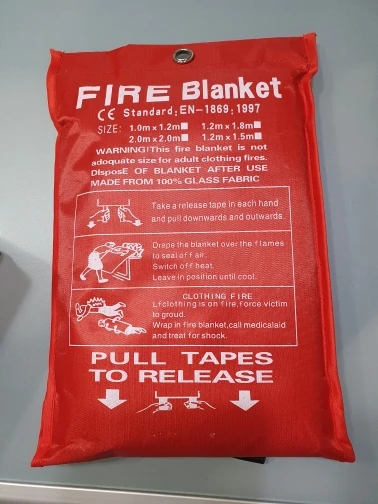 FIRE Blanket
CE Standard:EN-1869:1997
SIZE: 1.0m x 1.2m 1.2m x 1.8m
2.0m x 2.0m 1.2m x 1.5m
WARNING!This fire blanket is not
adoquate size for adult clothing fires.
DisposE OF BLANKET AFTER USE
MADE FROM 100% GLASS FABRIC
Take a release tape in each hand
and pull downwards and outwards.
Drepe the blanket over the flames
to seal off air.
Switch off heat.
Leave in position until cool.
CLOTHING FIRE
Lfclothing is on fire,force victim
to groud.
Wrap in fire blanket,call medicalaid
and treat for shock.
PULL TAPES
TO RELEASE